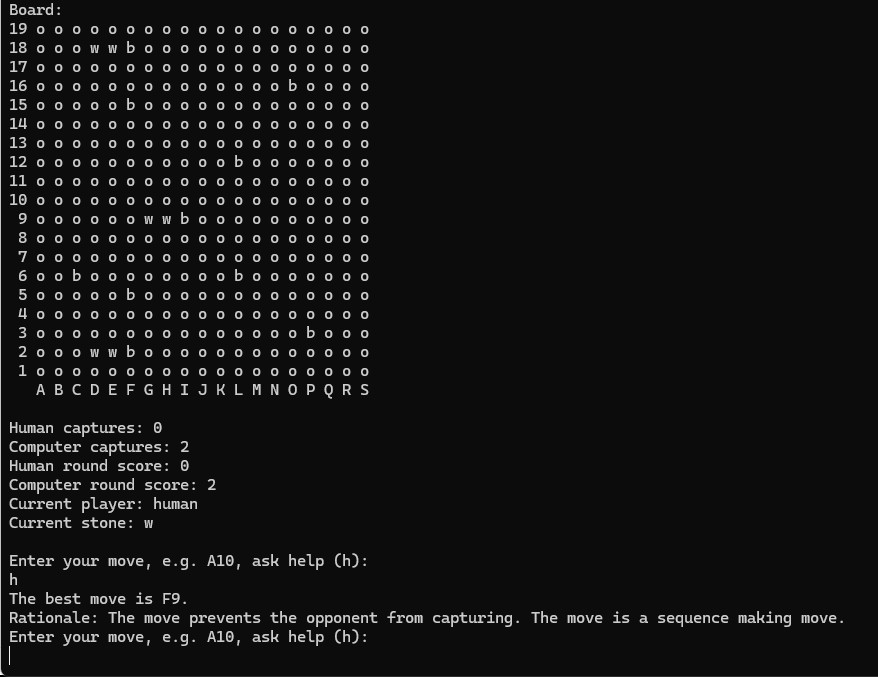 Board:
19 o o o o o o o o o o o o o o o o o o o
18 o o o w w b o o o o o o o o o o o o o
17 o o o o o o o o o o o o o o o o o o o
16 o o o o o o o o o o o o o o b o o o o
15 o o o o o b o o o o o o o o o o o o o
14 o o o o o o o o o o o o o o o o o o o
13 o o o o o o o o o o o o o o o o o o o
12 o o o o o o o o o o o b o o o o o o o
11 o o o o o o o o o o o o o o o o o o o
10 o o o o o o o o o o o o o o o o o o o
9 o o o o o o w w b o o o o o o o o o o
8 o o o o o o o o o o o o o o o o o o o
7 o o o o o o o o o o o o o o o o o o o
6 o o b o o o o o o o o b o o o o o o o
5 o o o o o b o o o o o o o o o o o o o
4 o o o o o o o o o o o o o o o o o o o
3 o o o o o o o o o o o o o o o b o o o
2 o o o w w b o o o o o o o o o o o o o
1 o o o o o o o o o o o o o o o o o o o
A B C D E F G H I J K L M N O P Q R S
Human captures: 0
Computer captures: 2
Human round score: 0
Computer round score: 2
Current player: human
Current stone: w
Enter your move, e.g. A10, ask help (h):
h
The best move is F9.
Rationale: The move prevents the opponent from capturing. The move is a sequence making move.
Enter your move, e.g. A10, ask help (h):